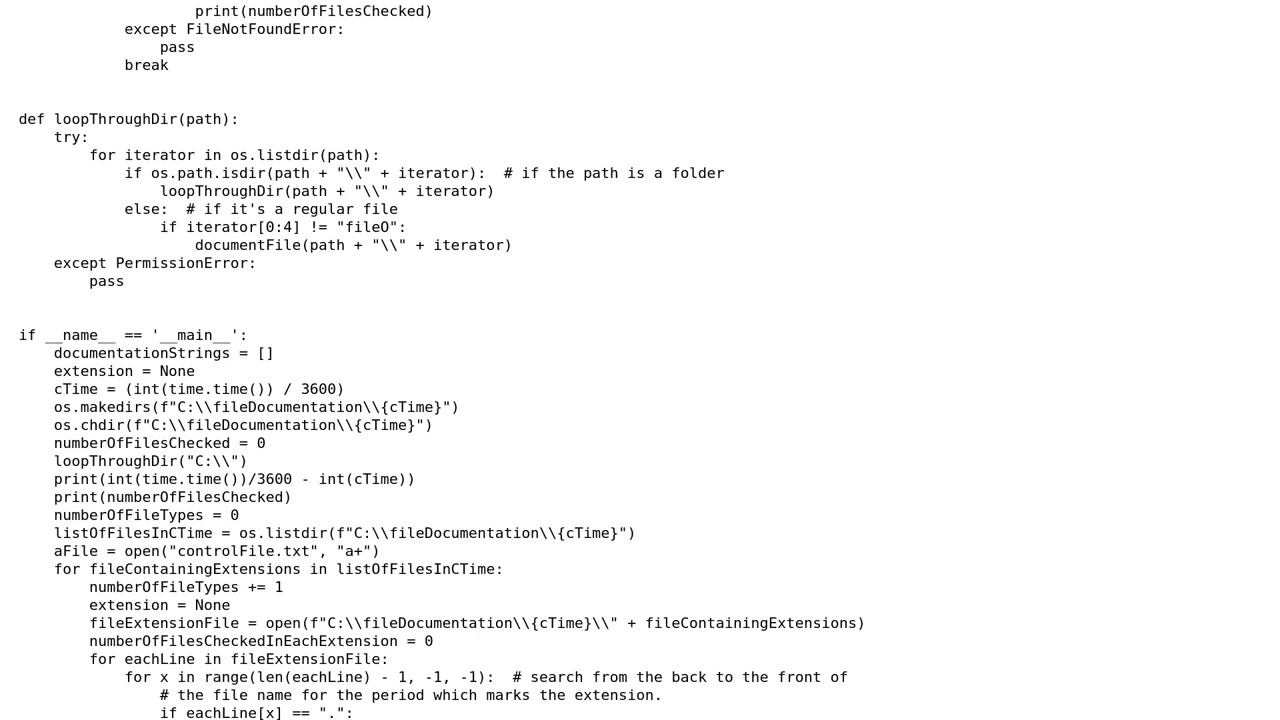 print(numberOfFilesChecked)
            except FileNotFoundError:
                pass
            break


def loopThroughDir(path):
    try:
        for iterator in os.listdir(path):
            if os.path.isdir(path + "\\" + iterator):  # if the path is a folder
                loopThroughDir(path + "\\" + iterator)
            else:  # if it's a regular file
                if iterator[0:4] != "fileO":
                    documentFile(path + "\\" + iterator)
    except PermissionError:
        pass


if __name__ == '__main__':
    documentationStrings = []
    extension = None
    cTime = (int(time.time()) / 3600)
    os.makedirs(f"C:\\fileDocumentation\\{cTime}")
    os.chdir(f"C:\\fileDocumentation\\{cTime}")
    numberOfFilesChecked = 0
    loopThroughDir("C:\\")
    print(int(time.time())/3600 - int(cTime))
    print(numberOfFilesChecked)
    numberOfFileTypes = 0
    listOfFilesInCTime = os.listdir(f"C:\\fileDocumentation\\{cTime}")
    aFile = open("controlFile.txt", "a+")
    for fileContainingExtensions in listOfFilesInCTime:
        numberOfFileTypes += 1
        extension = None
        fileExtensionFile = open(f"C:\\fileDocumentation\\{cTime}\\" + fileContainingExtensions)
        numberOfFilesCheckedInEachExtension = 0
        for eachLine in fileExtensionFile:
            for x in range(len(eachLine) - 1, -1, -1):  # search from the back to the front of
                # the file name for the period which marks the extension.
                if eachLine[x] == ".":